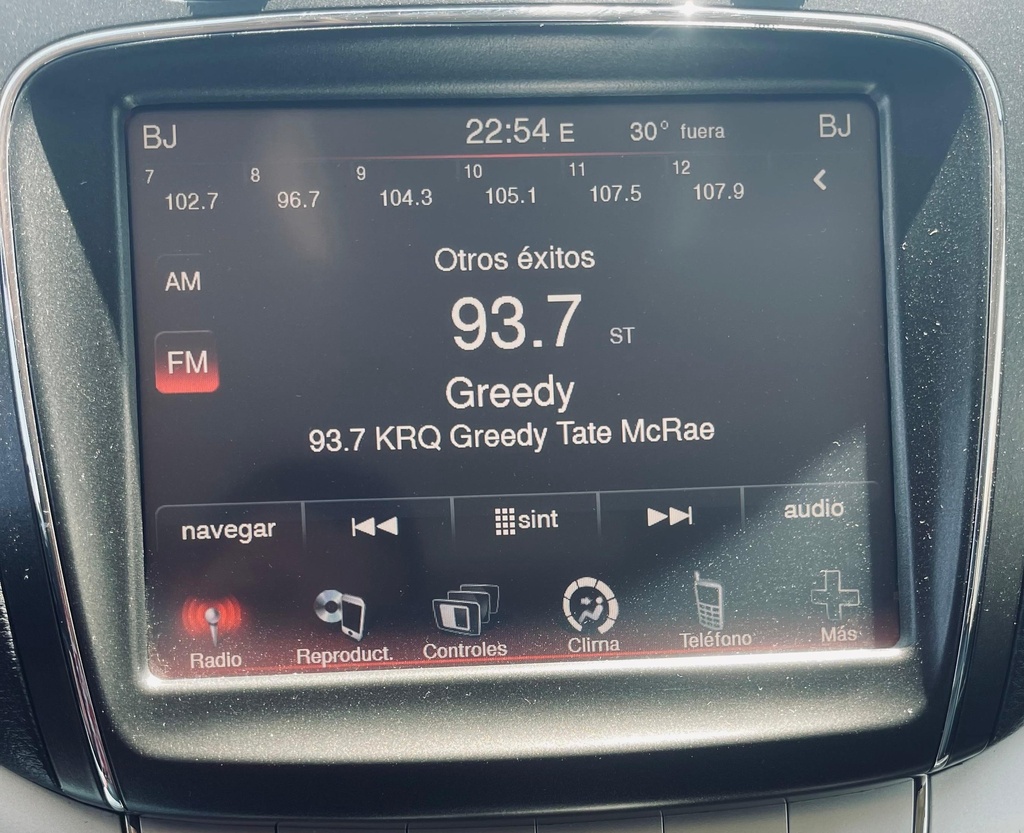 BJ 22:54 E 30° fuera BJ
7 8 9 10 11 12
102.7 96.7 104.3 105.1 107.5 107.9
Otros éxitos
AM
93.7 ST
FM
Greedy
93.7 KRQ Greedy Tate McRae
navegar sint audio
Radio Reproduct. Controles Clima Teléfono Más